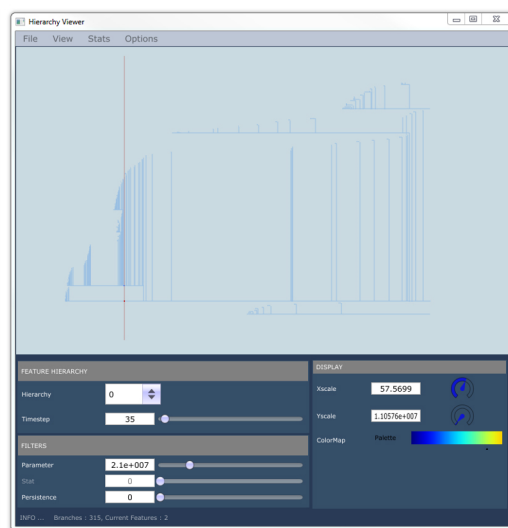 Hierarchy Viewer
File View Stats Options
FEATURE HIERARCHY
Hierarchy 0
Timestep 35
FILTERS
Parameter 2.1e+007
Stat 0
Persistence 0
DISPLAY
Xscale 57.5699
Yscale 1.10576e+007
ColorMap Palette
INFO ... Branches : 315, Current Features : 2